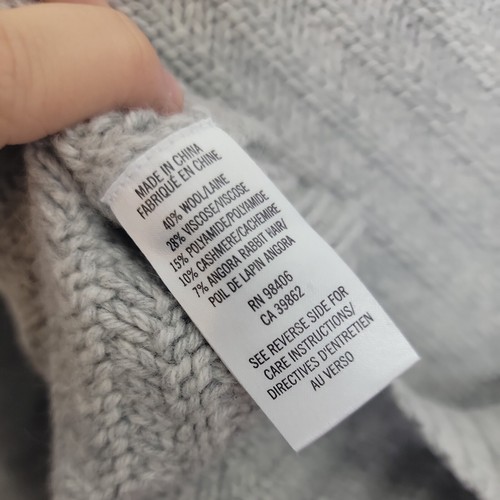 MADE IN CHINA
FABRIQUÉ EN CHINE
40% WOOL/LAINE
28% VISCOSE/VISCOSE
15% POLYAMIDE/POLYAMIDE
10% CASHMERE/CACHEMIRE
7% ANGORA RABBIT HAIR/
POIL DE LAPIN ANGORA
RN 98406
CA 39862
SEE REVERSE SIDE FOR
CARE INSTRUCTIONS/
DIRECTIVES D'ENTRETIEN
AU VERSO